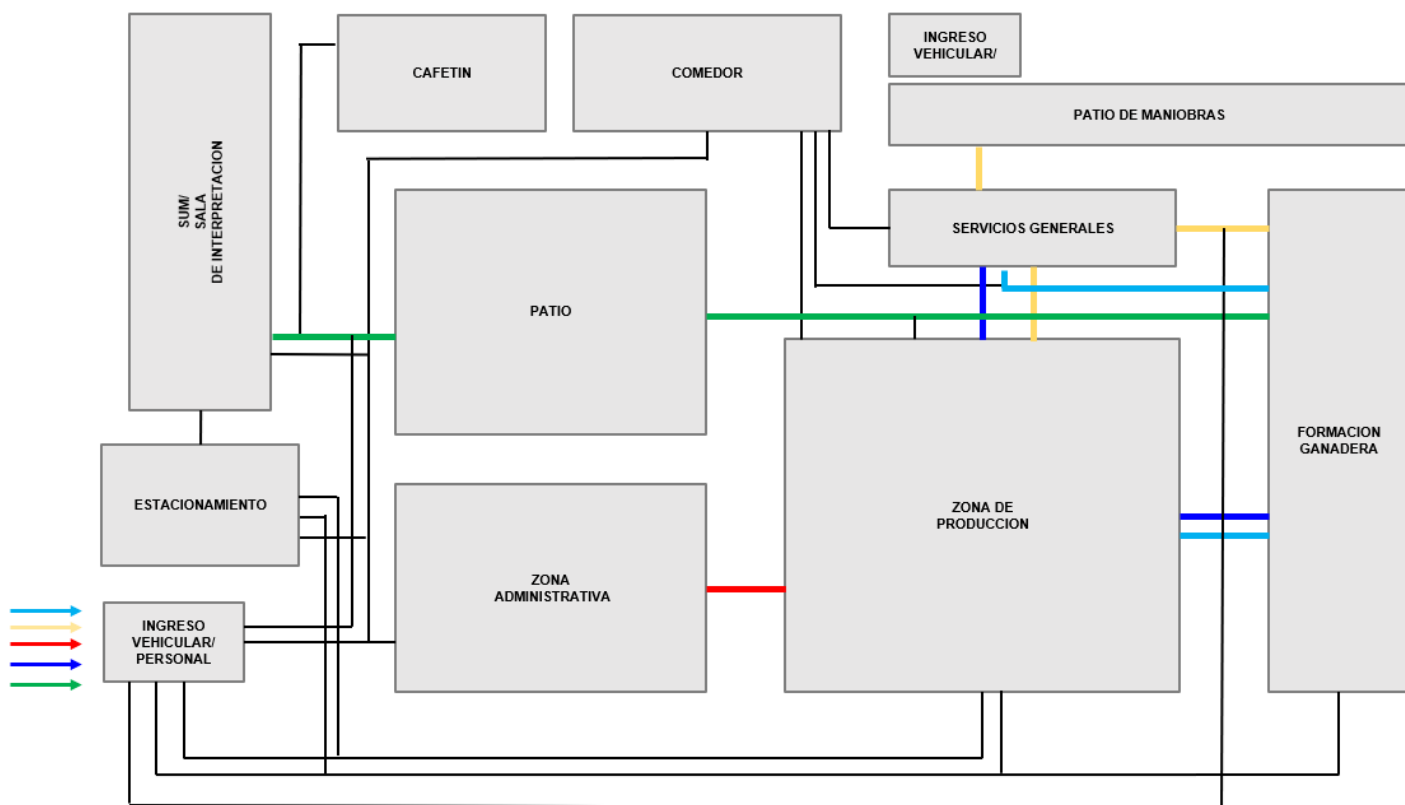 SUM/
SALA
DE INTERPRETACION
CAFETIN
COMEDOR
INGRESO
VEHICULAR/
PATIO DE MANIOBRAS
SERVICIOS GENERALES
PATIO
FORMACION
GANADERA
ESTACIONAMIENTO
ZONA DE
PRODUCCION
ZONA
ADMINISTRATIVA
INGRESO
VEHICULAR/
PERSONAL